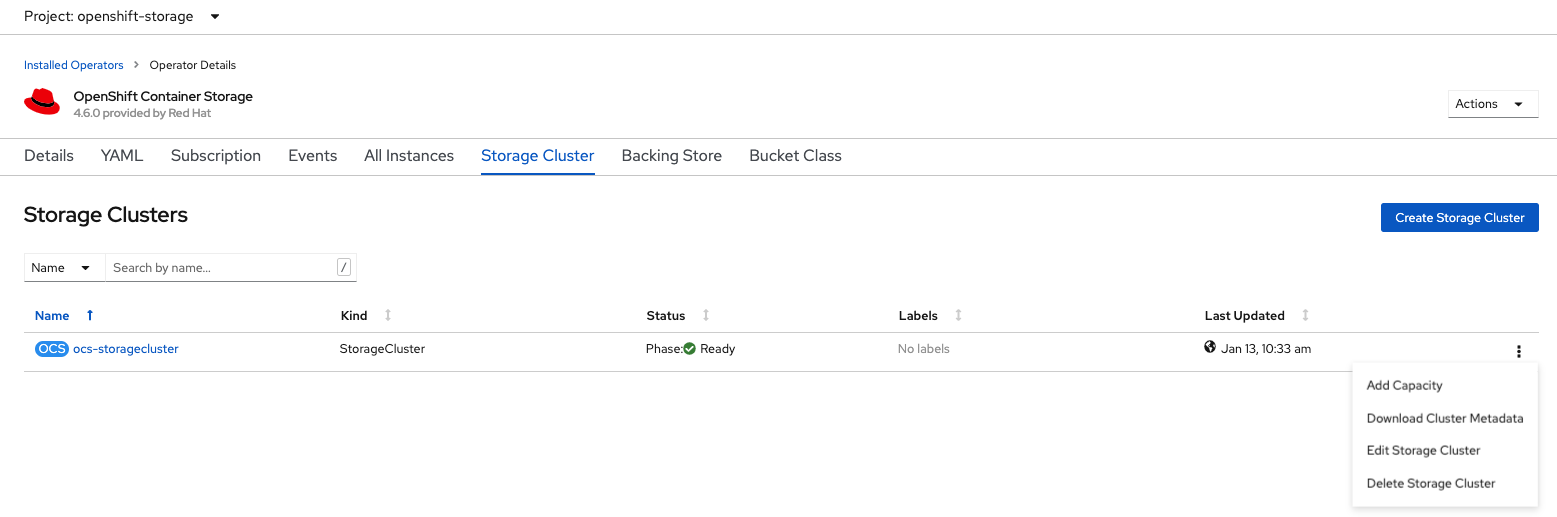 Project: openshift-storage
Installed Operators > Operator Details
OpenShift Container Storage
4.6.0 provided by Red Hat
Actions
Details YAML Subscription Events All Instances Storage Cluster Backing Store Bucket Class
Storage Clusters
Create Storage Cluster
Name Search by name... /
Name Kind Status Labels Last Updated
OCS ocs-storagecluster StorageCluster Phase: Ready No labels Jan 13, 10:33 am
Add Capacity
Download Cluster Metadata
Edit Storage Cluster
Delete Storage Cluster